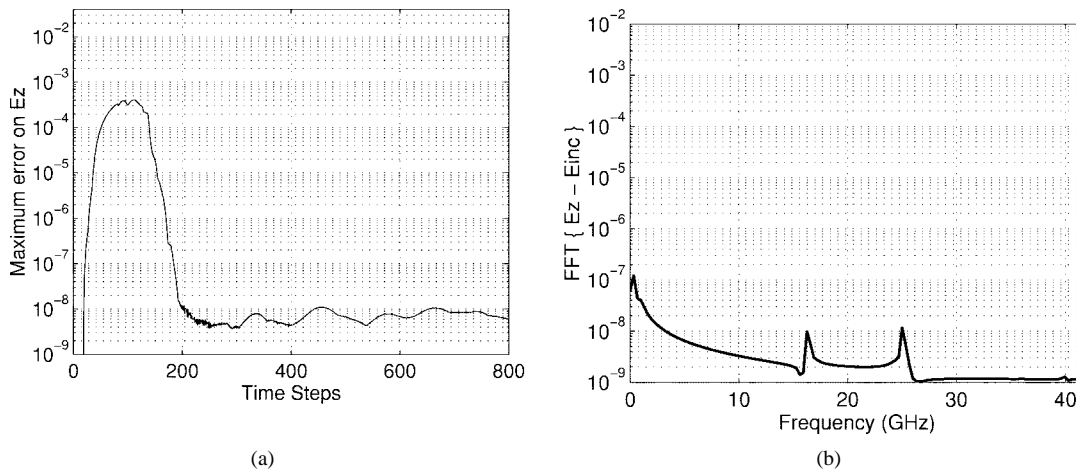 10^-2
10^-3
10^-4
10^-5
10^-6
10^-7
10^-8
10^-9
Maximum error on Ez
0 200 400 600 800
Time Steps
(a)
10^-2
10^-3
10^-4
10^-5
10^-6
10^-7
10^-8
10^-9
FFT { Ez − Einc }
0 10 20 30 40
Frequency (GHz)
(b)